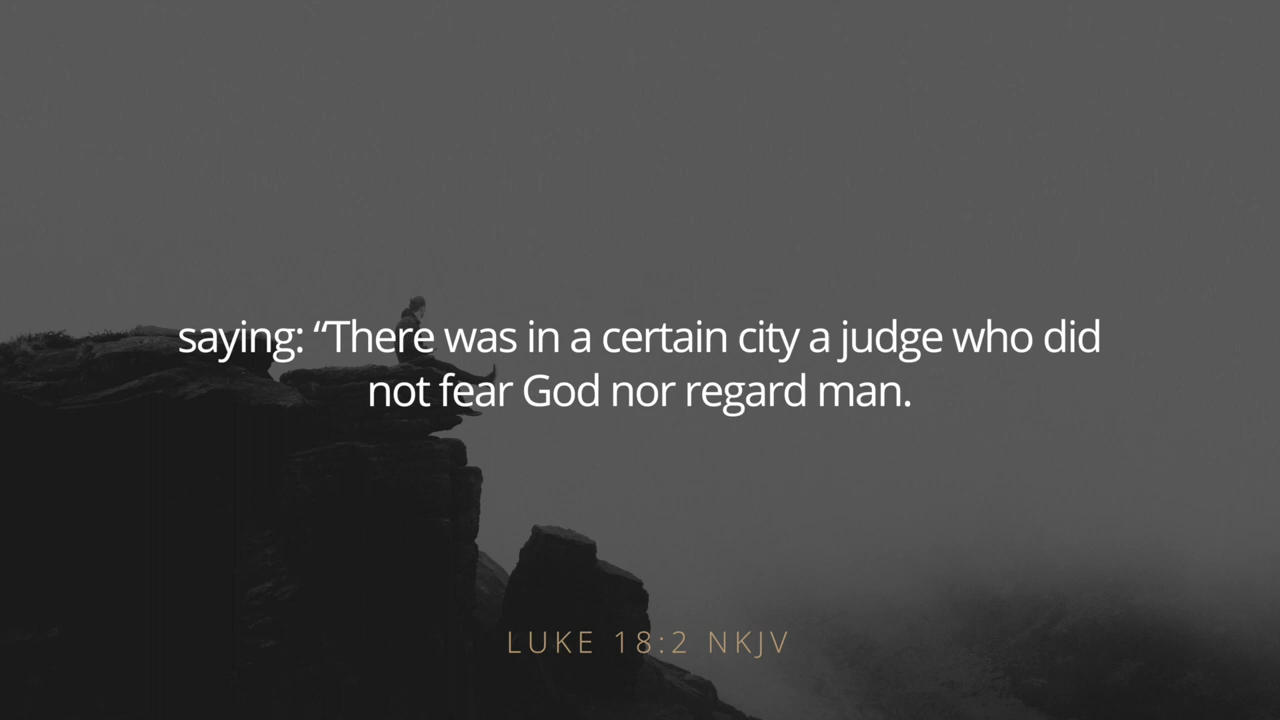 saying: “There was in a certain city a judge who did
not fear God nor regard man.
LUKE 18:2 NKJV